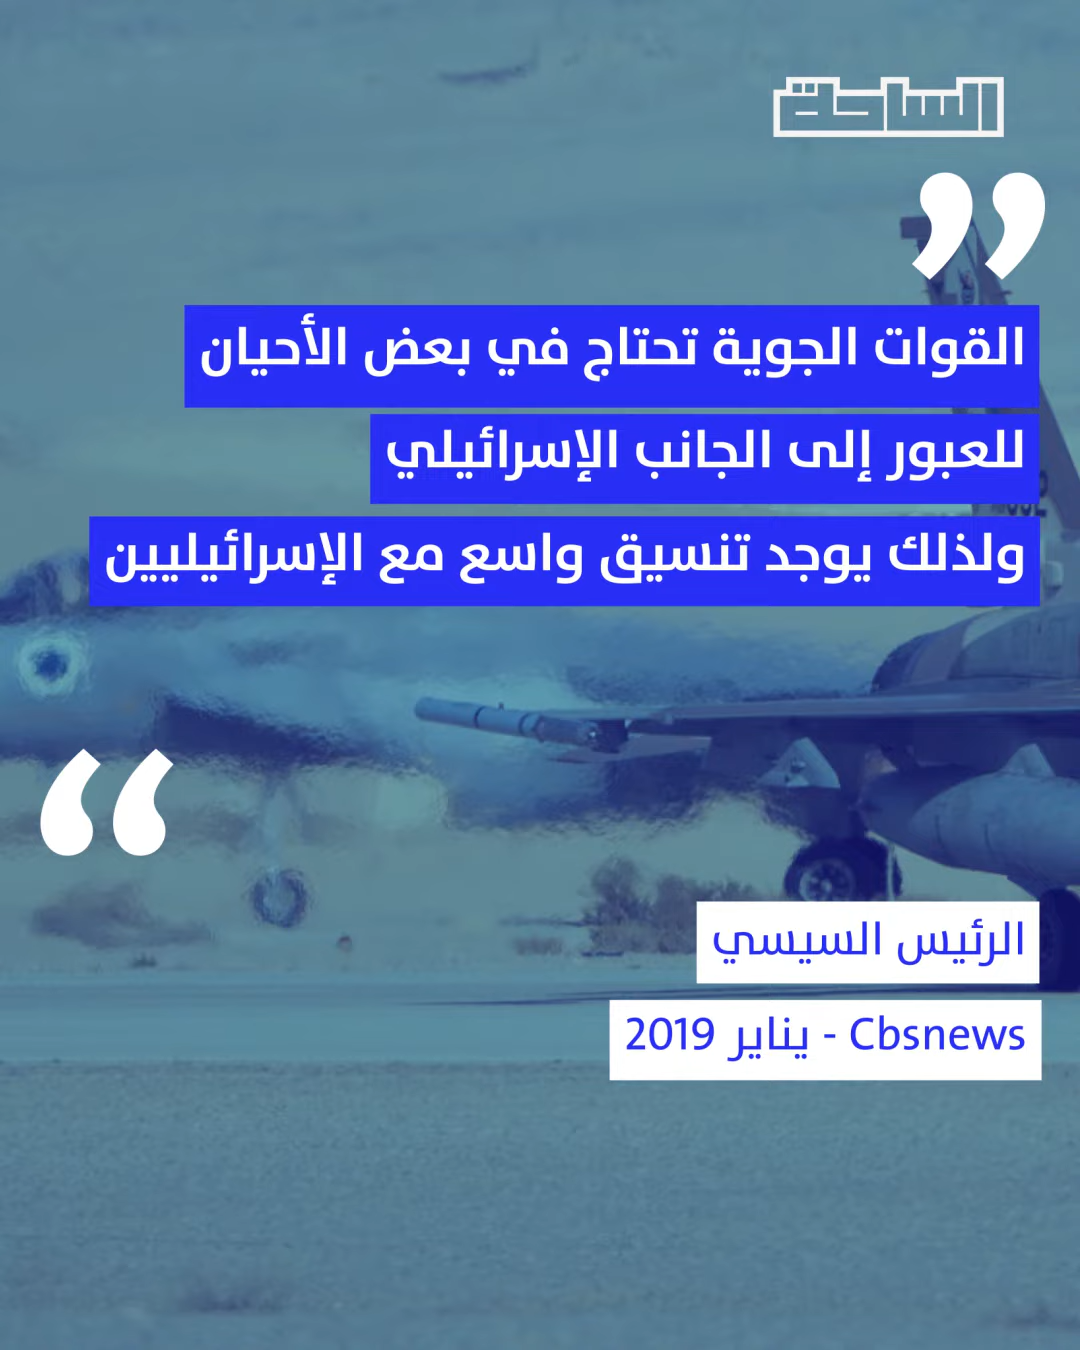 الساحة
القوات الجوية تحتاج في بعض الأحيان
للعبور إلى الجانب الإسرائيلي
ولذلك يوجد تنسيق واسع مع الإسرائيليين
الرئيس السيسي
Cbsnews - يناير 2019